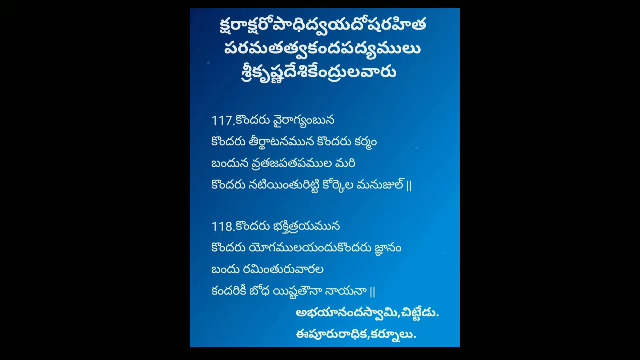 క్షరాక్షరోపాధిద్వయదోషరహిత
పరమతత్వకందపద్యములు
శ్రీకృష్ణదేశికేంద్రులవారు
117.కొందరు వైరాగ్యంబున
కొందరు తీర్థాటనమున కొందరు కర్మం
బందున వ్రతజపతపముల మరి
కొందరు నటియింతురిట్టి కోర్కెల మనుజుల్ ||
118.కొందరు భక్తిత్రయమున
కొందరు యోగములయందుకొందరు జ్ఞానం
బందు రమింతురువారల
కందరికీ బోధ యిష్టతౌనా నాయనా ||
అభయానందస్వామి,చిట్టేడు.
ఈపూరురాధిక,కర్నూలు.